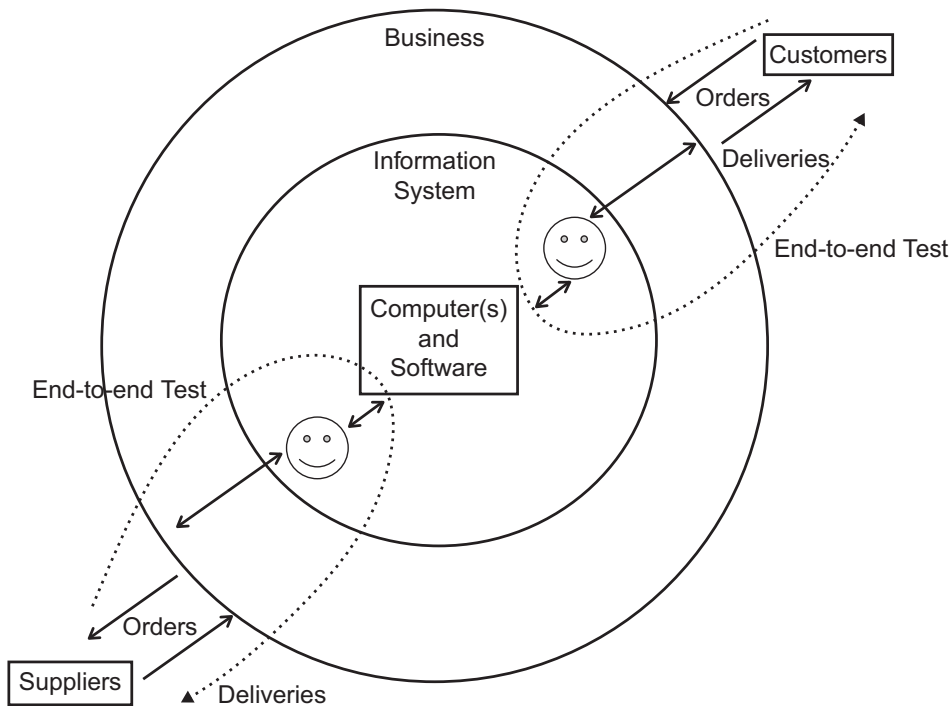 Business
Customers
Orders
Deliveries
Information
System
End-to-end Test
Computer(s)
and
Software
End-to-end Test
Orders
Suppliers
Deliveries